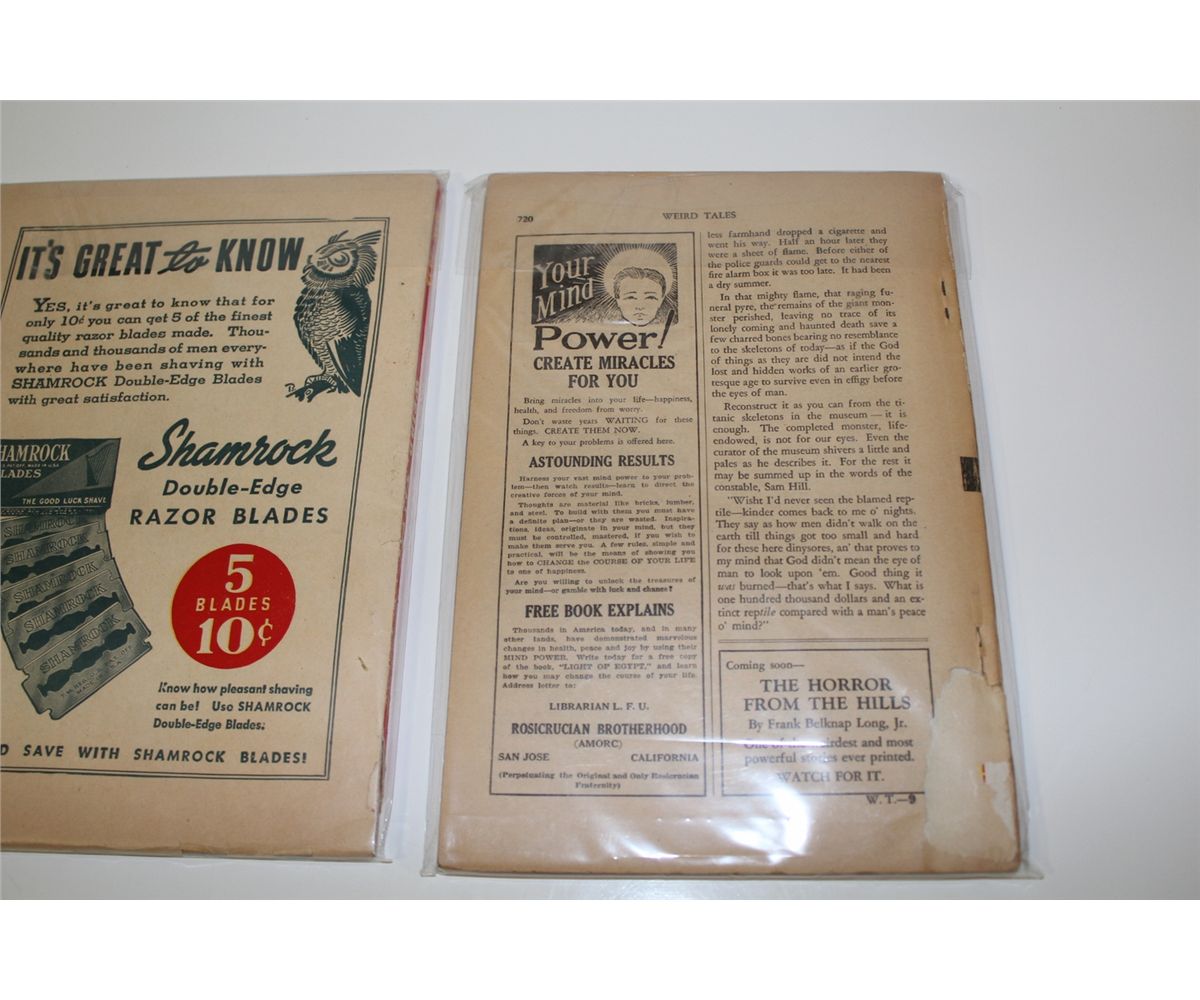 IT'S GREAT to KNOW
YES, it's great to know that for
only 10¢ you can get 5 of the finest
quality razor blades made. Thou-
sands and thousands of men every-
where have been shaving with
SHAMROCK Double-Edge Blades
with great satisfaction.
HAMROCK
LADES
THE GOOD LUCK SHAVE
SHAMROCK
SHAMROCK
SHAMROCK
SHAMROCK
SHAMROCK
Shamrock
Double-Edge
RAZOR BLADES
5
BLADES
10¢
Know how pleasant shaving
can be! Use SHAMROCK
Double-Edge Blades.
D SAVE WITH SHAMROCK BLADES!
720
WEIRD TALES
Your
Mind
Power!
CREATE MIRACLES
FOR YOU
Bring miracles into your life—happiness,
health, and freedom from worry.
Don't waste years WAITING for these
things. CREATE THEM NOW.
A key to your problems is offered here.
ASTOUNDING RESULTS
Harness your vast mind power to your prob-
lem—then watch results—learn to direct the
creative forces of your mind.
Thoughts are material like bricks, lumber,
and steel. To build with them you must have
a definite plan—or they are wasted. Inspira-
tions, ideas, originate in your mind, but they
must be controlled, mastered, if you wish to
make them serve you. A few rules, simple and
practical, will be the means of showing you
how to CHANGE the COURSE OF YOUR LIFE
to one of happiness.
Are you willing to unlock the treasures of
your mind—or gamble with luck and chance?
FREE BOOK EXPLAINS
Thousands in America today, and in many
other lands, have demonstrated marvelous
changes in health, peace and joy by using their
MIND POWER. Write today for a free copy
of the book, "LIGHT OF EGYPT," and learn
how you may change the course of your life.
Address letter to:
LIBRARIAN L. F. U.
ROSICRUCIAN BROTHERHOOD
(AMORC)
SAN JOSE CALIFORNIA
(Perpetuating the Original and Only Rosicrucian
Fraternity)
less farmhand dropped a cigarette and
went his way. Half an hour later they
were a sheet of flame. Before either of
the police guards could get to the nearest
fire alarm box it was too late. It had been
a dry summer.
In that mighty flame, that raging fu-
neral pyre, the remains of the giant mon-
ster perished, leaving no trace of its
lonely coming and haunted death save a
few charred bones bearing no resemblance
to the skeletons of today—as if the God
of things as they are did not intend the
lost and hidden works of an earlier gro-
tesque age to survive even in effigy before
the eyes of man.
Reconstruct it as you can from the ti-
tanic skeletons in the museum—it is
enough. The completed monster, life-
endowed, is not for our eyes. Even the
curator of the museum shivers a little and
pales as he describes it. For the rest it
may be summed up in the words of the
constable, Sam Hill.
"Wisht I'd never seen the blamed rep-
tile—kinder comes back to me o' nights.
They say as how men didn't walk on the
earth till things got too small and hard
for these here dinysores, an' that proves to
my mind that God didn't mean the eye of
man to look upon 'em. Good thing it
was burned—that's what I says. What is
one hundred thousand dollars and an ex-
tinct reptile compared with a man's peace
o' mind?"
Coming soon—
THE HORROR
FROM THE HILLS
By Frank Belknap Long, Jr.
One of the weirdest and most
powerful stories ever printed.
WATCH FOR IT.
W. T.—9